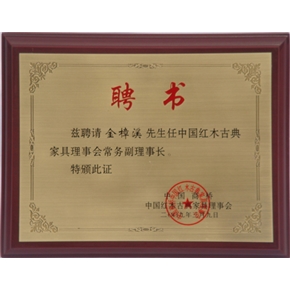 聘书
兹聘请 金樟溪 先生任中国红木古典
家具理事会常务副理事长。
特颁此证
中国红木古典家具理事会